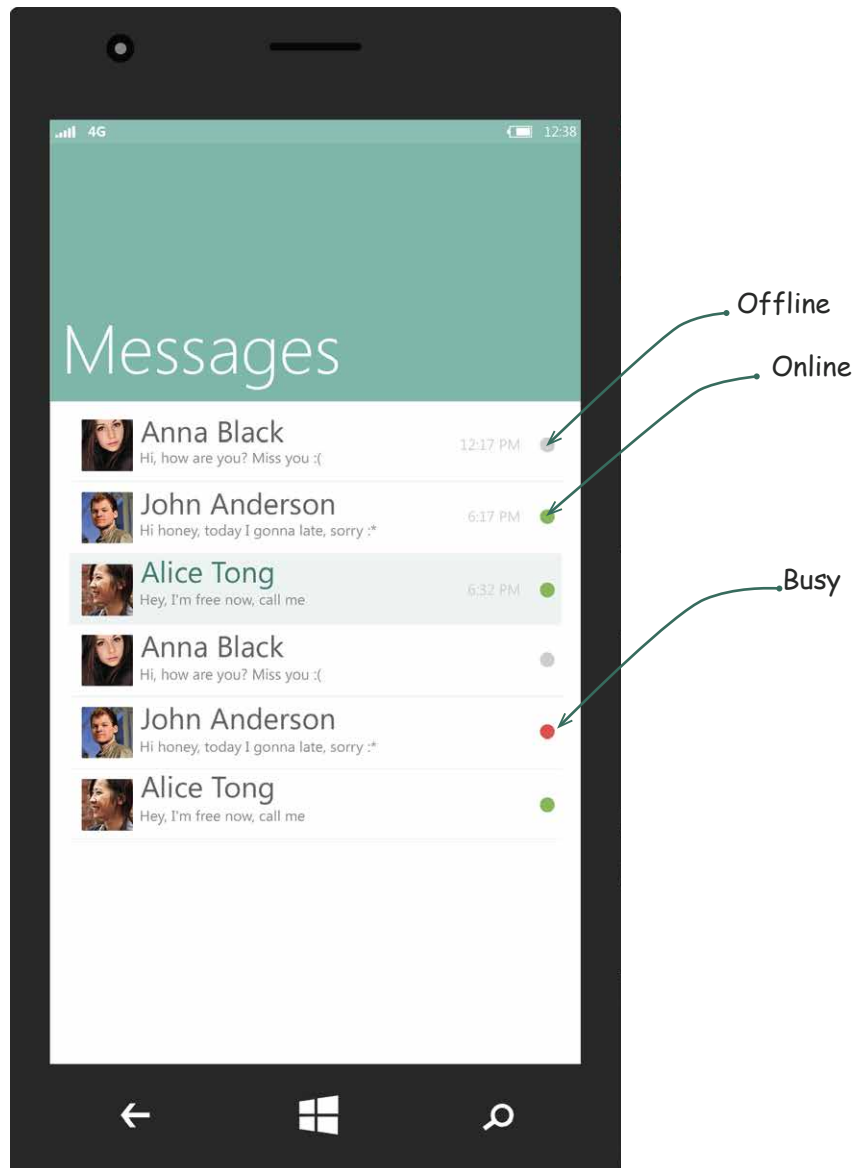 4G 12:38
Messages
Offline
Online
Anna Black
Hi, how are you? Miss you :(
12:17 PM
John Anderson
Hi honey, today I gonna late, sorry :*
6:17 PM
Alice Tong
Hey, I'm free now, call me
6:32 PM
Busy
Anna Black
Hi, how are you? Miss you :(
John Anderson
Hi honey, today I gonna late, sorry :*
Alice Tong
Hey, I'm free now, call me